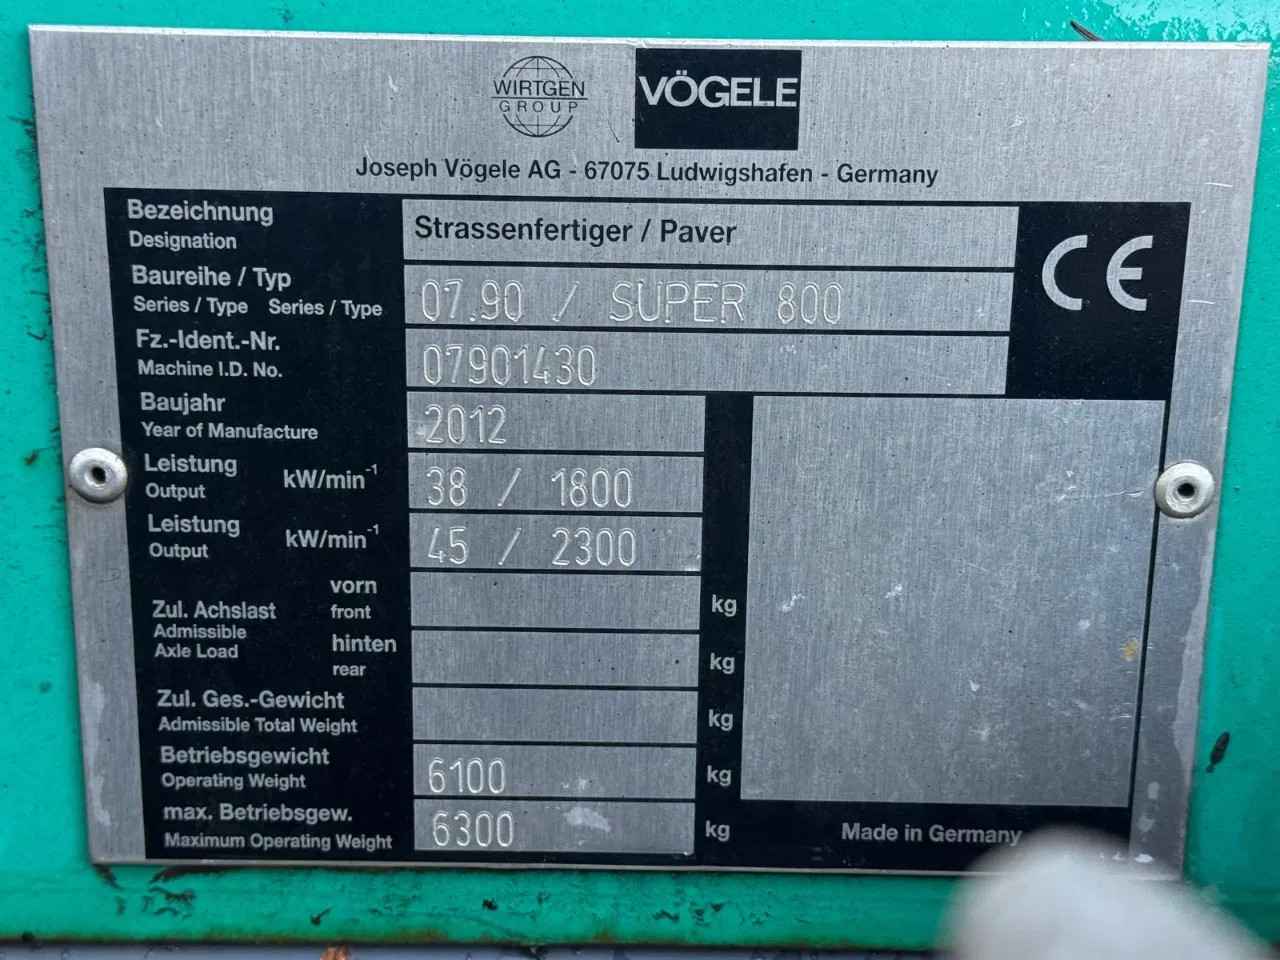 WIRTGEN
GROUP
VÖGELE
Joseph Vögele AG - 67075 Ludwigshafen - Germany
Bezeichnung
Designation
Strassenfertiger / Paver
Baureihe / Typ
Series / Type Series / Type
07.90 / SUPER 800
CE
Fz.-Ident.-Nr.
Machine I.D. No.
07901430
Baujahr
Year of Manufacture
2012
Leistung
Output
kW/min⁻¹
38 / 1800
Leistung
Output
kW/min⁻¹
45 / 2300
Zul. Achslast
Admissible
Axle Load
vorn
front
kg
hinten
rear
kg
Zul. Ges.-Gewicht
Admissible Total Weight
kg
Betriebsgewicht
Operating Weight
6100 kg
max. Betriebsgew.
Maximum Operating Weight
6300 kg
Made in Germany